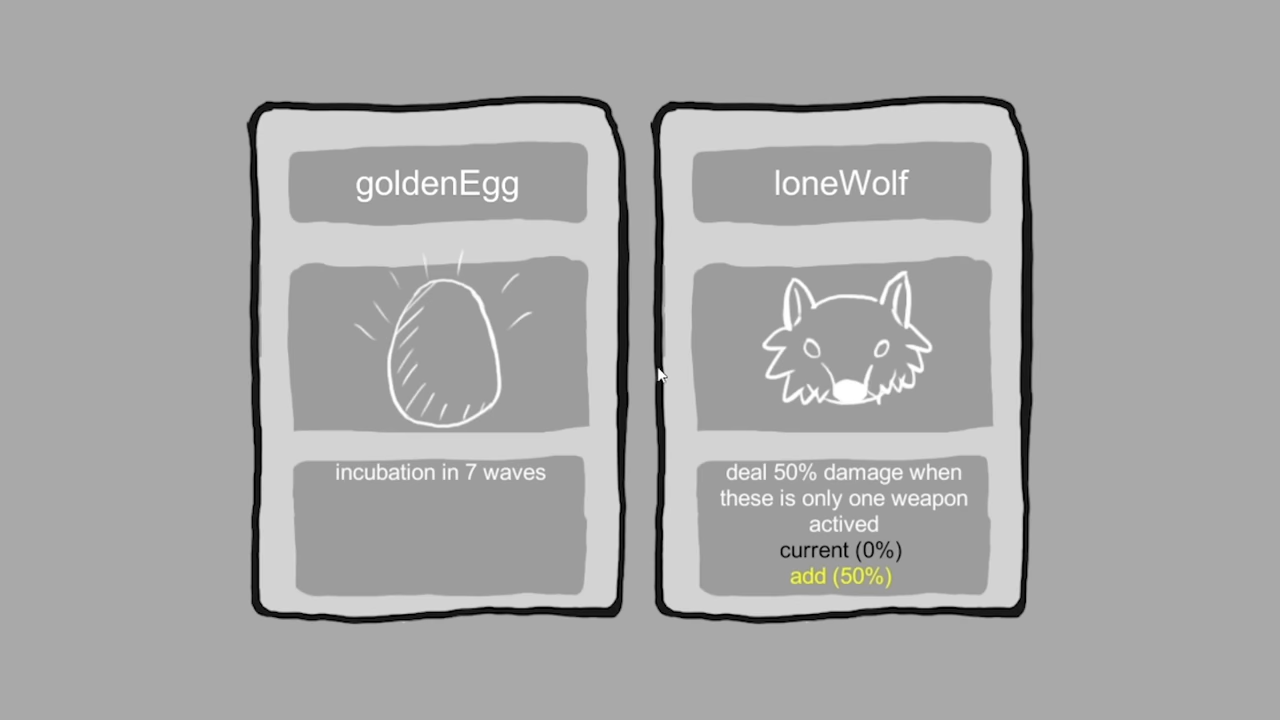 goldenEgg
incubation in 7 waves
loneWolf
deal 50% damage when
these is only one weapon
actived
current (0%)
add (50%)